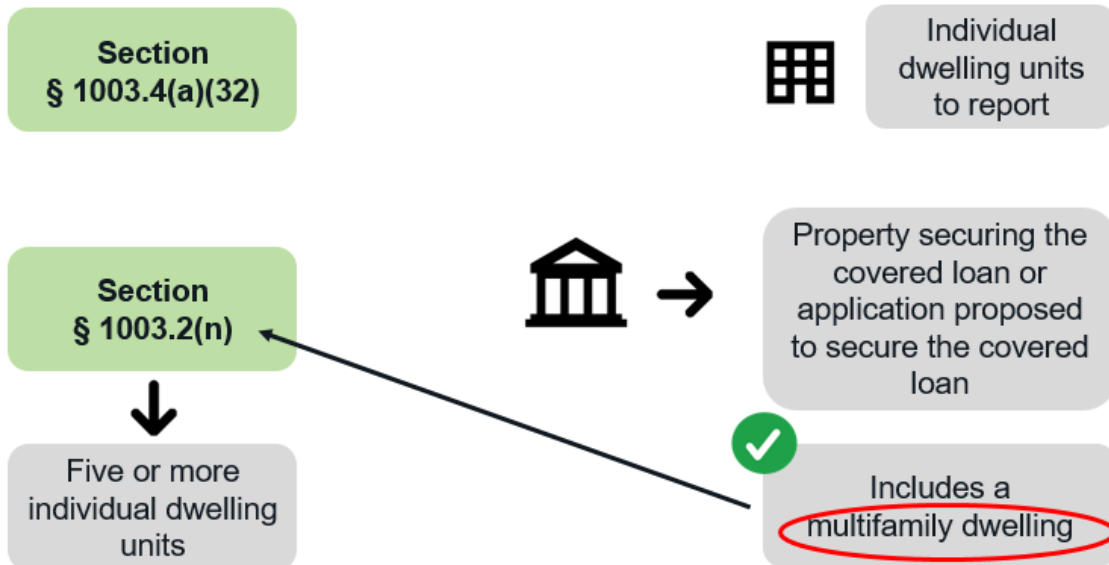 Section
§ 1003.4(a)(32)
Individual
dwelling units
to report
Section
§ 1003.2(n)
Property securing the
covered loan or
application proposed
to secure the covered
loan
Five or more
individual dwelling
units
Includes a
multifamily dwelling